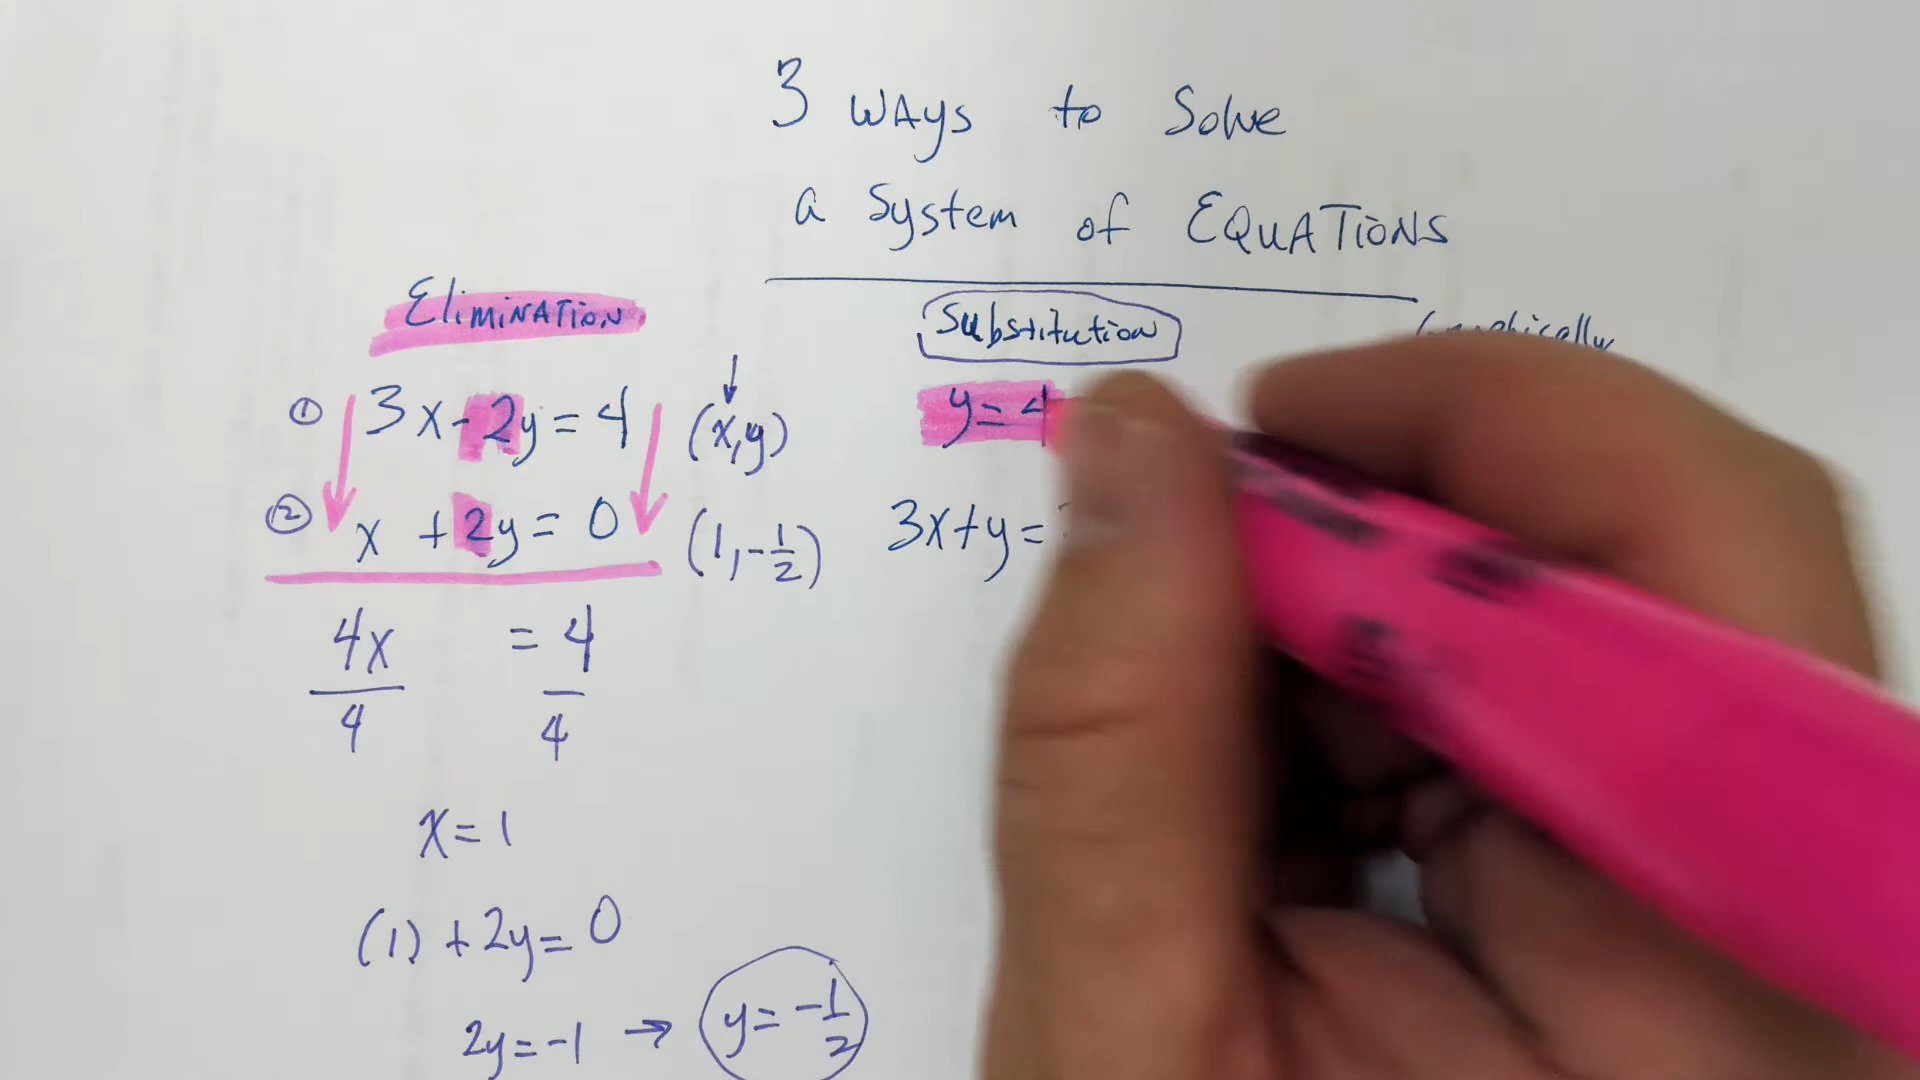 3 WAys to Solve
a System of EQUATiONS
EliMiNATiON
Substitution
Graphically
① 3x-2y=4
(x,y)
y=4
② x +2y=0
(1,-1/2)
3x+y=
4x = 4
4 4
x=1
(1)+2y=0
2y=-1 → y=-1/2